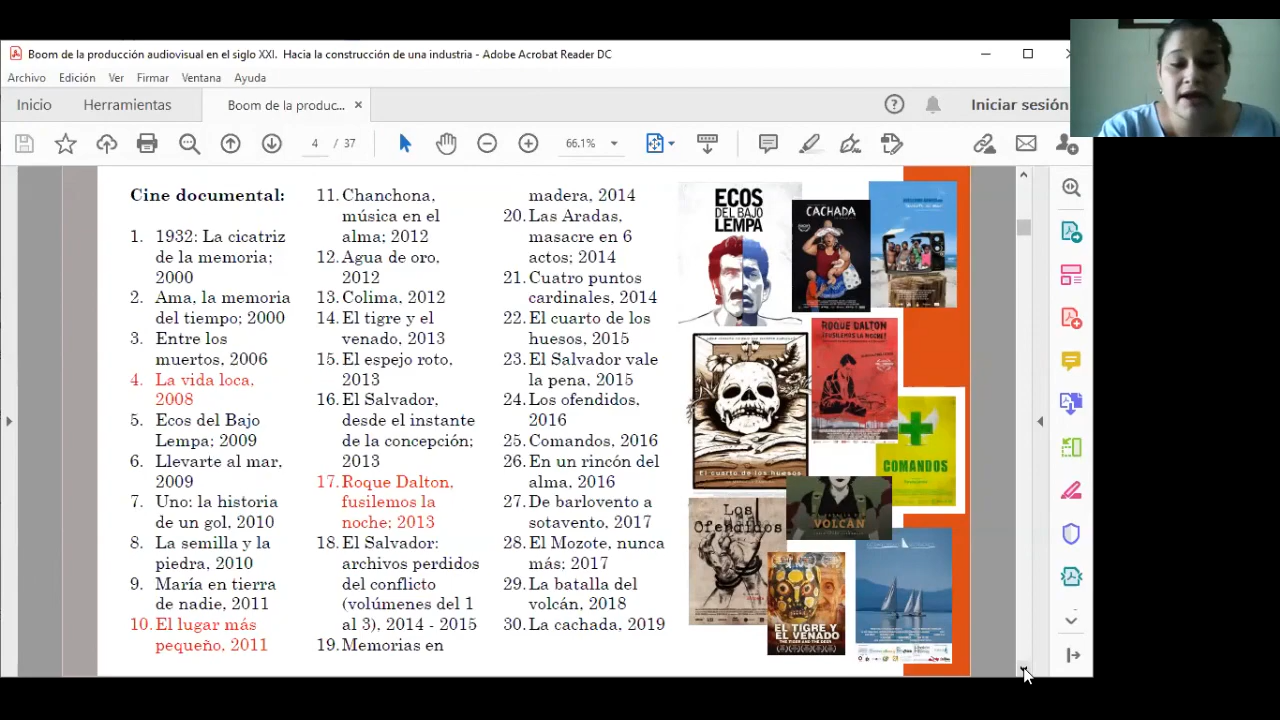 Boom de la producción audiovisual en el siglo XXI.  Hacia la construcción de una industria - Adobe Acrobat Reader DC
Archivo Edición Ver Firmar Ventana Ayuda
Inicio Herramientas Boom de la produc... × Iniciar sesión
4 / 37 66.1%
Cine documental:
1. 1932: La cicatriz
de la memoria;
2000
2. Ama, la memoria
del tiempo; 2000
3. Entre los
muertos, 2006
4. La vida loca,
2008
5. Ecos del Bajo
Lempa; 2009
6. Llevarte al mar,
2009
7. Uno: la historia
de un gol, 2010
8. La semilla y la
piedra, 2010
9. María en tierra
de nadie, 2011
10. El lugar más
pequeño, 2011
11. Chanchona,
música en el
alma; 2012
12. Agua de oro,
2012
13. Colima, 2012
14. El tigre y el
venado, 2013
15. El espejo roto,
2013
16. El Salvador,
desde el instante
de la concepción;
2013
17. Roque Dalton,
fusilemos la
noche; 2013
18. El Salvador:
archivos perdidos
del conflicto
(volúmenes del 1
al 3). 2014 - 2015
19. Memorias en
madera, 2014
20. Las Aradas,
masacre en 6
actos; 2014
21. Cuatro puntos
cardinales, 2014
22. El cuarto de los
huesos, 2015
23. El Salvador vale
la pena, 2015
24. Los ofendidos,
2016
25. Comandos, 2016
26. En un rincón del
alma, 2016
27. De barlovento a
sotavento, 2017
28. El Mozote, nunca
más; 2017
29. La batalla del
volcán, 2018
30. La cachada, 2019
ECOS
DEL BAJO
LEMPA
CACHADA
ROQUE DALTON
¡FUSILEMOS LA NOCHE!
El cuarto de los huesos
COMANDOS
Los
Ofendidos
VOLCÁN
EL TIGRE Y
EL VENADO
THE TIGER AND THE DEER